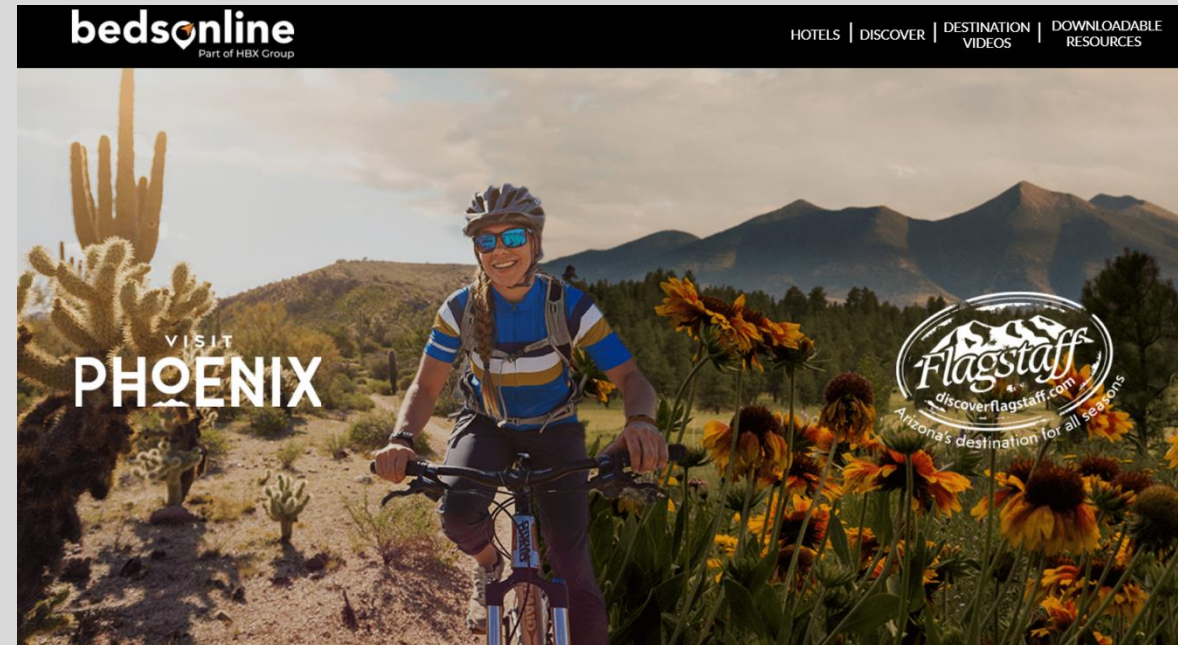 bedsonline
Part of HBX Group
HOTELS
DISCOVER
DESTINATION
VIDEOS
DOWNLOADABLE
RESOURCES
VISIT
PHOENIX
Flagstaff
discoverflagstaff.com
Arizona's destination for all seasons